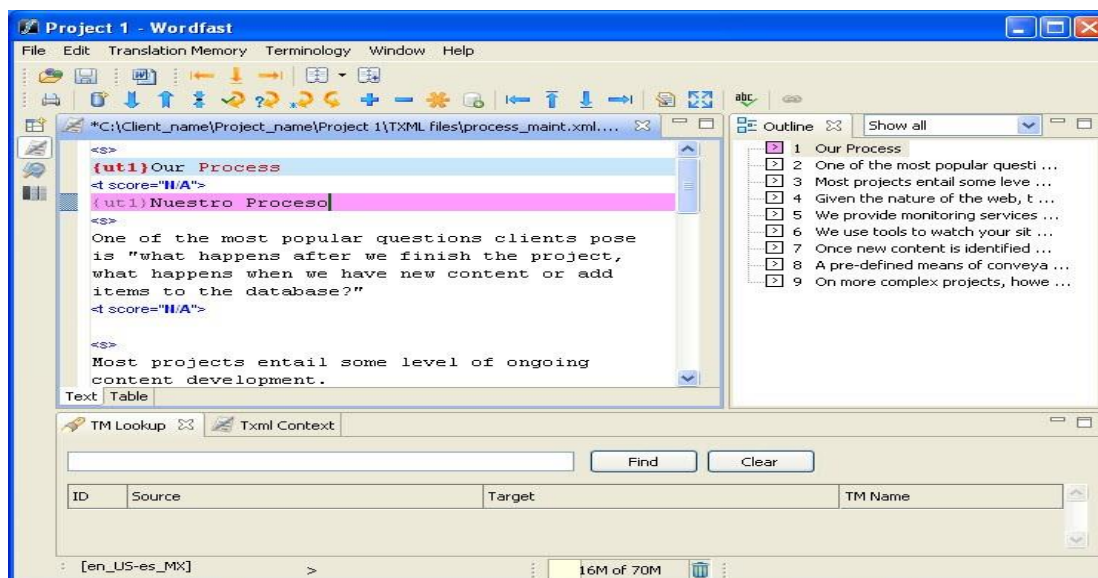 Project 1 - Wordfast
File Edit Translation Memory Terminology Window Help
*C:\Client_name\Project_name\Project 1\TXML files\process_maint.xml....
<s>
{ut1}Our Process
<t score="N/A">
{ut1}Nuestro Proceso
<s>
One of the most popular questions clients pose
is "what happens after we finish the project,
what happens when we have new content or add
items to the database?"
<t score="N/A">
<s>
Most projects entail some level of ongoing
content development.
Text Table
Outline Show all
1 Our Process
2 One of the most popular questi ...
3 Most projects entail some leve ...
4 Given the nature of the web, t ...
5 We provide monitoring services ...
6 We use tools to watch your sit ...
7 Once new content is identified ...
8 A pre-defined means of conveya ...
9 On more complex projects, howe ...
TM Lookup Txml Context
Find Clear
ID Source Target TM Name
[en_US-es_MX] > 16M of 70M